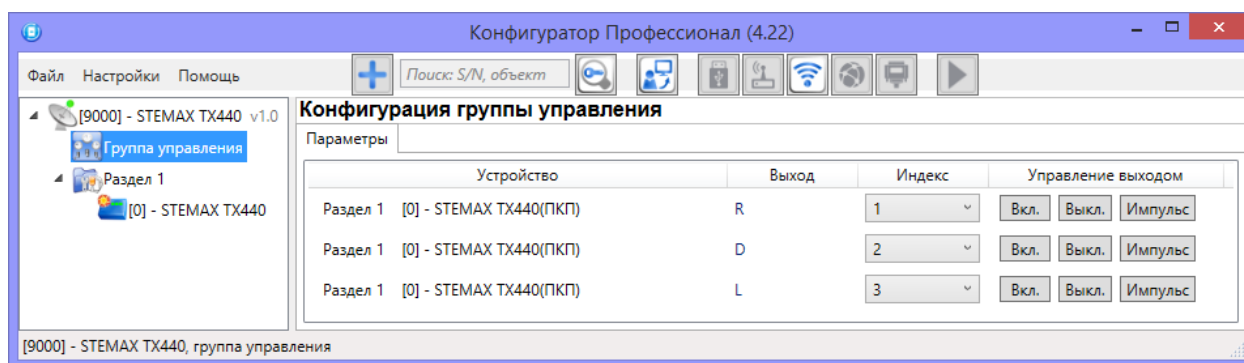 Конфигуратор Профессионал (4.22)
Файл Настройки Помощь Поиск: S/N, объект
[9000] - STEMAX TX440 v1.0
Группа управления
Раздел 1
[0] - STEMAX TX440
Конфигурация группы управления
Параметры
Устройство Выход Индекс Управление выходом
Раздел 1 [0] - STEMAX TX440(ПКП) R 1 Вкл. Выкл. Импульс
Раздел 1 [0] - STEMAX TX440(ПКП) D 2 Вкл. Выкл. Импульс
Раздел 1 [0] - STEMAX TX440(ПКП) L 3 Вкл. Выкл. Импульс
[9000] - STEMAX TX440, группа управления